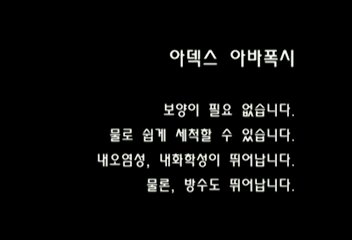 아덱스 아바폭시
보양이 필요 없습니다.
물로 쉽게 세척할 수 있습니다.
내오염성, 내화학성이 뛰어납니다.
물론, 방수도 뛰어납니다.